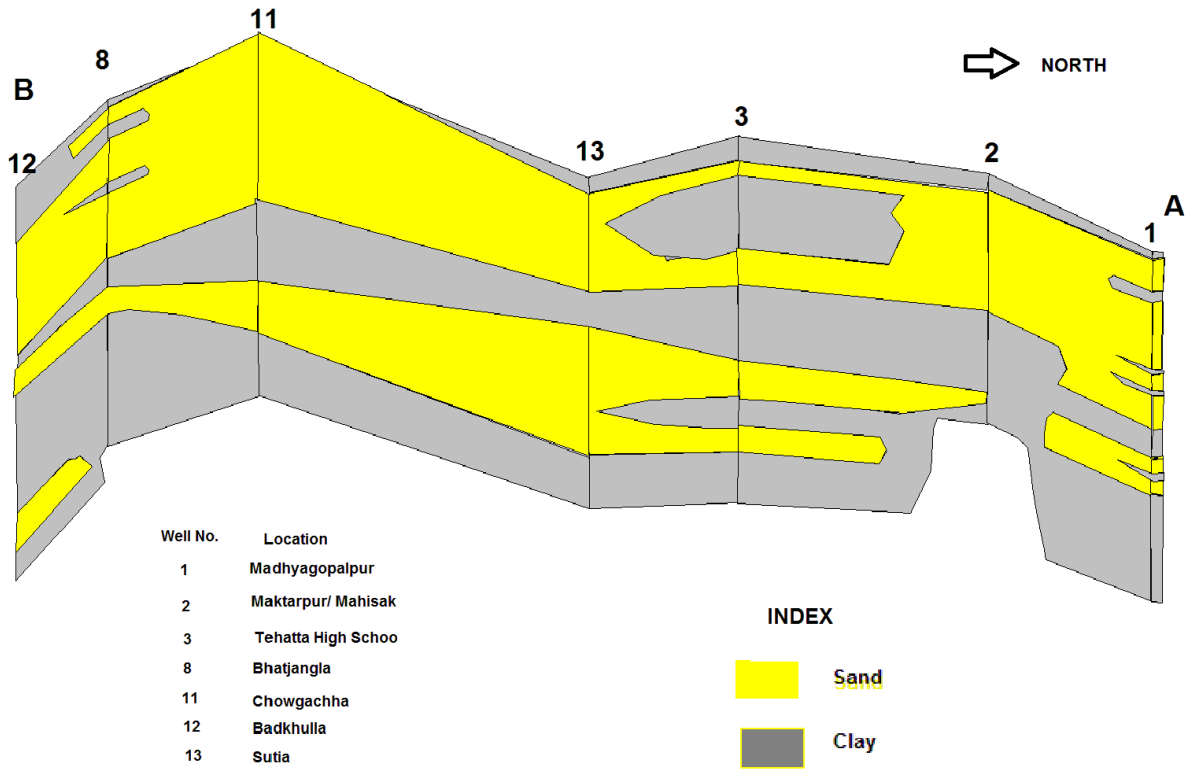 11
8
NORTH
B
3
12
13
2
A
1
Well No. Location
1 Madhyagopalpur
2 Maktarpur/ Mahisak
3 Tehatta High Schoo
8 Bhatjangla
11 Chowgachha
12 Badkhulla
13 Sutia
INDEX
Sand
Clay